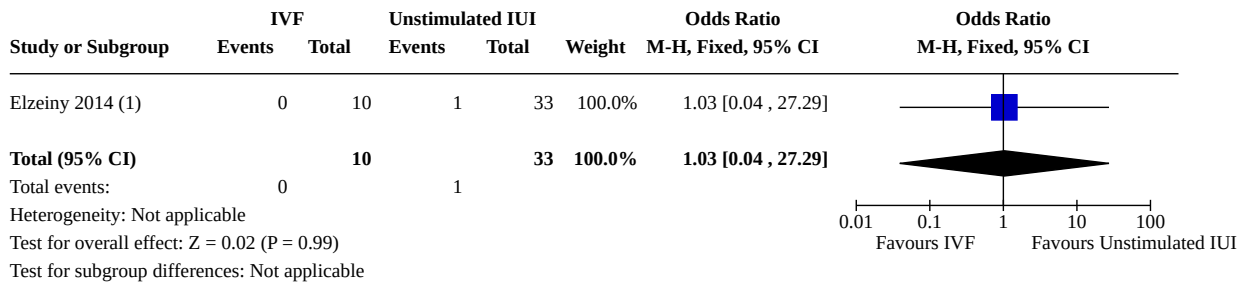 IVF Unstimulated IUI Odds Ratio Odds Ratio
Study or Subgroup Events Total Events Total Weight M-H, Fixed, 95% CI M-H, Fixed, 95% CI
Elzeiny 2014 (1) 0 10 1 33 100.0% 1.03 [0.04 , 27.29]
Total (95% CI) 10 33 100.0% 1.03 [0.04 , 27.29]
Total events: 0 1
Heterogeneity: Not applicable
0.01 0.1 1 10 100
Test for overall effect: Z = 0.02 (P = 0.99) Favours IVF Favours Unstimulated IUI
Test for subgroup differences: Not applicable